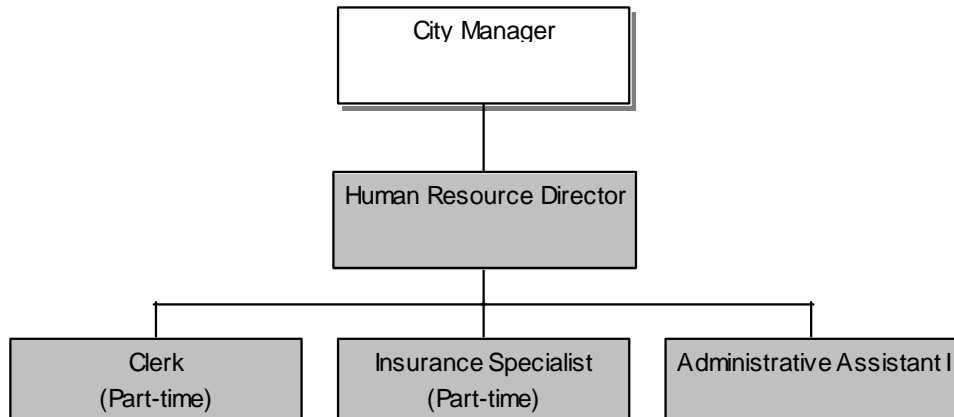 City Manager
Human Resource Director
Clerk
(Part-time)
Insurance Specialist
(Part-time)
Administrative Assistant I